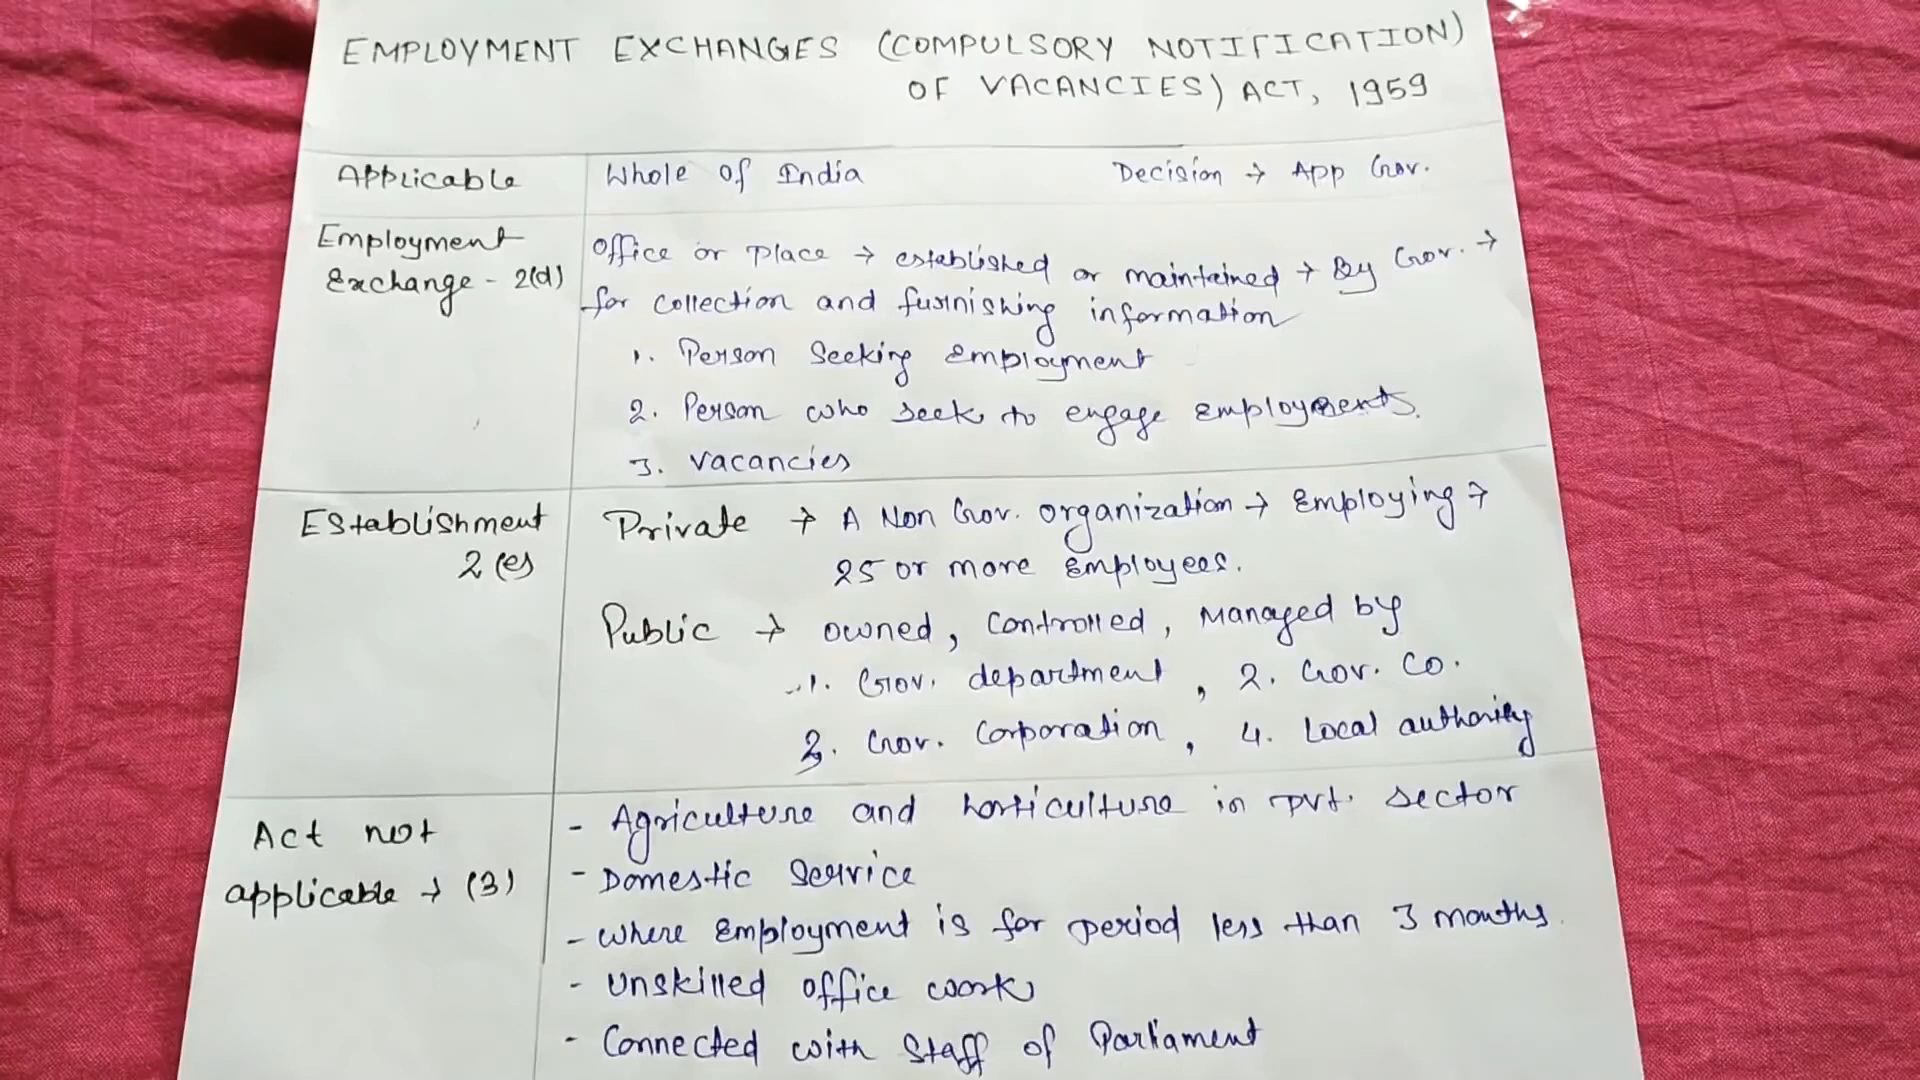 EMPLOYMENT EXCHANGES (COMPULSORY NOTIFICATION)
OF VACANCIES) ACT, 1959
Applicable
Whole of India Decision → App Gov.
Employment
Exchange - 2(d)
Office or place → established or maintained → By Gov. →
for collection and furnishing information
1. Person seeking employment
2. Person who seek to engage employments.
3. vacancies
Establishment
2(e)
Private → A Non Gov. organization → Employing →
25 or more employees.
Public → owned, controlled, managed by
1. Gov. department, 2. Gov. Co.
3. Gov. Corporation, 4. Local authority
Act not
applicable → (3)
- Agriculture and horticulture in pvt. sector
- Domestic service
- where employment is for period less than 3 months.
- Unskilled office work
- Connected with staff of Parliament